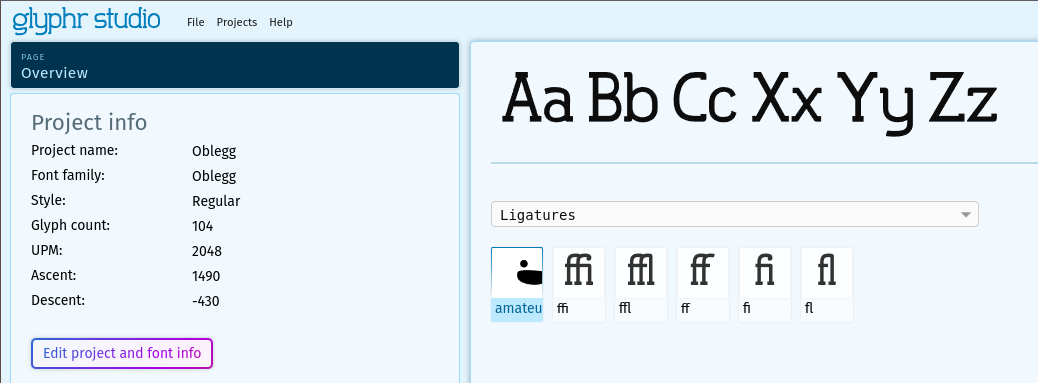 glyphr studio
File Projects Help
PAGE
Overview
Project info
Project name: Oblegg
Font family: Oblegg
Style: Regular
Glyph count: 104
UPM: 2048
Ascent: 1490
Descent: -430
Edit project and font info
Aa Bb Cc Xx Yy Zz
Ligatures
ffi ffl ff fi fl
amateu ffi ffl ff fi fl